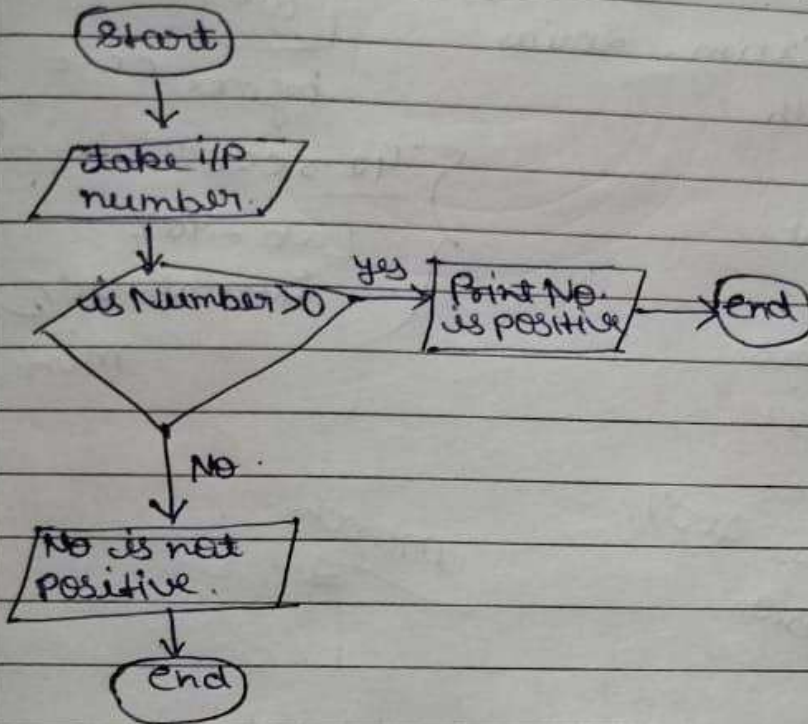 Start
Take i/P
number.
is Number>0
yes
Print No.
is positive
end
No.
No is not
positive.
end